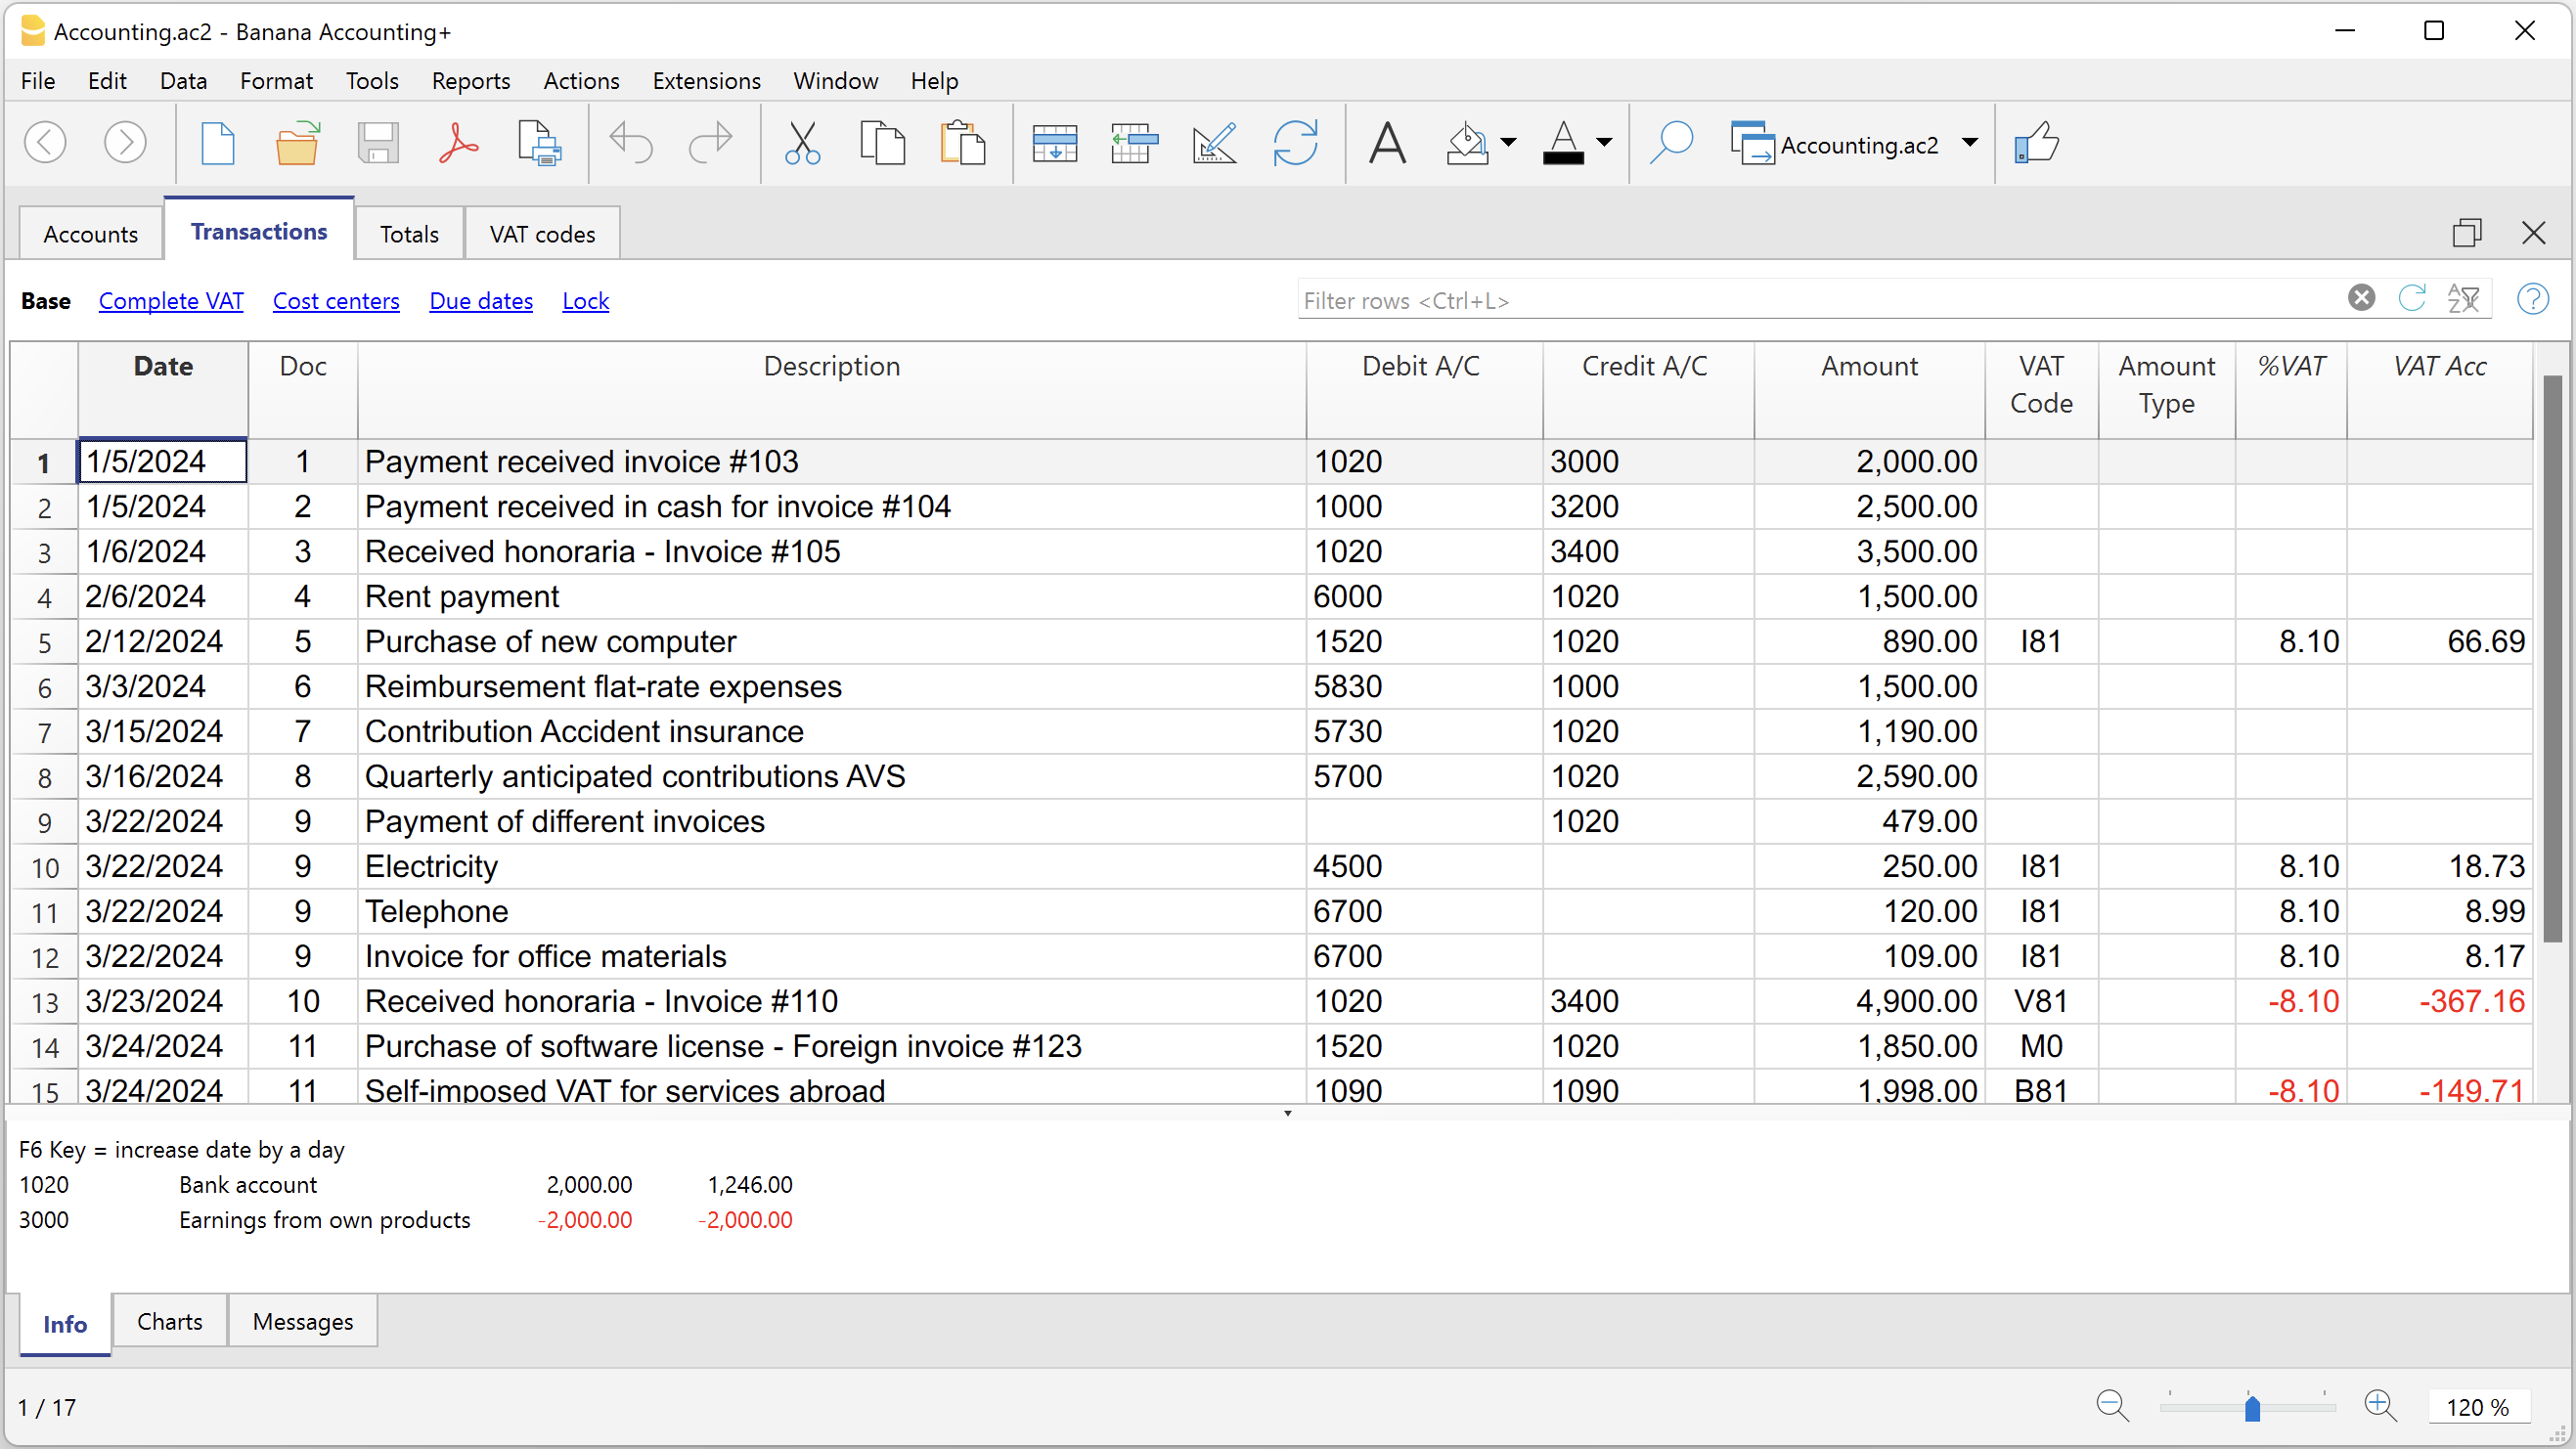 Accounting.ac2 - Banana Accounting+
File Edit Data Format Tools Reports Actions Extensions Window Help
A A Accounting.ac2
Accounts Transactions Totals VAT codes
Base Complete VAT Cost centers Due dates Lock Filter rows <Ctrl+L> AZ ?
Date Doc Description Debit A/C Credit A/C Amount VAT Code Amount Type %VAT VAT Acc
1 1/5/2024 1 Payment received invoice #103 1020 3000 2,000.00
2 1/5/2024 2 Payment received in cash for invoice #104 1000 3200 2,500.00
3 1/6/2024 3 Received honoraria - Invoice #105 1020 3400 3,500.00
4 2/6/2024 4 Rent payment 6000 1020 1,500.00
5 2/12/2024 5 Purchase of new computer 1520 1020 890.00 I81 8.10 66.69
6 3/3/2024 6 Reimbursement flat-rate expenses 5830 1000 1,500.00
7 3/15/2024 7 Contribution Accident insurance 5730 1020 1,190.00
8 3/16/2024 8 Quarterly anticipated contributions AVS 5700 1020 2,590.00
9 3/22/2024 9 Payment of different invoices 1020 479.00
10 3/22/2024 9 Electricity 4500 250.00 I81 8.10 18.73
11 3/22/2024 9 Telephone 6700 120.00 I81 8.10 8.99
12 3/22/2024 9 Invoice for office materials 6700 109.00 I81 8.10 8.17
13 3/23/2024 10 Received honoraria - Invoice #110 1020 3400 4,900.00 V81 -8.10 -367.16
14 3/24/2024 11 Purchase of software license - Foreign invoice #123 1520 1020 1,850.00 M0
15 3/24/2024 11 Self-imposed VAT for services abroad 1090 1090 1,998.00 B81 -8.10 -149.71
F6 Key = increase date by a day
1020 Bank account 2,000.00 1,246.00
3000 Earnings from own products -2,000.00 -2,000.00
Info Charts Messages
1 / 17 120 %